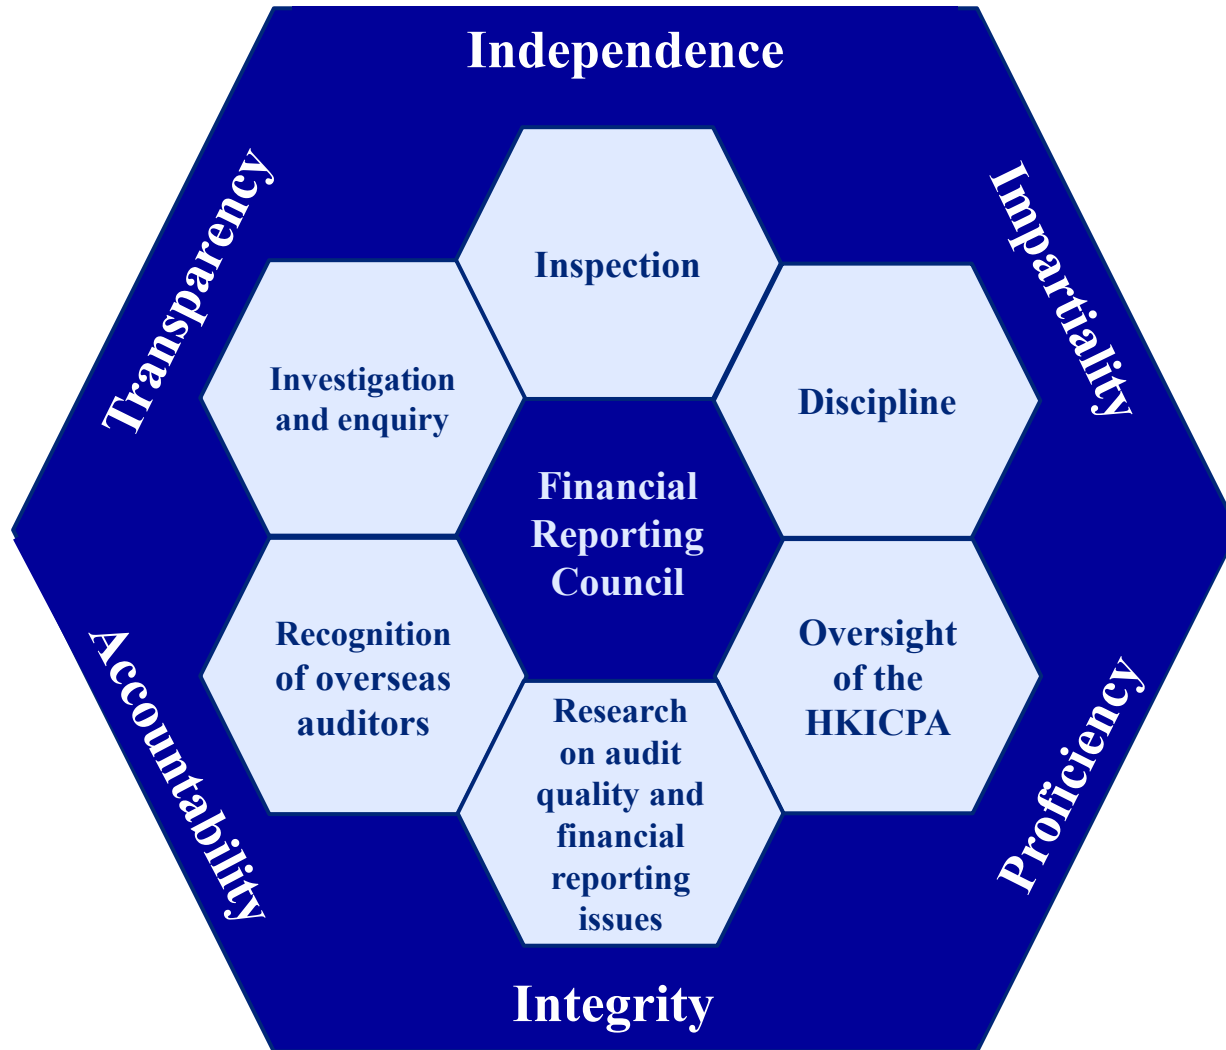 Independence
Transparency
Impartiality
Inspection
Investigation
and enquiry
Discipline
Financial
Reporting
Council
Recognition
of overseas
auditors
Oversight
of the
HKICPA
Research
on audit
quality and
financial
reporting
issues
Accountability
Proficiency
Integrity